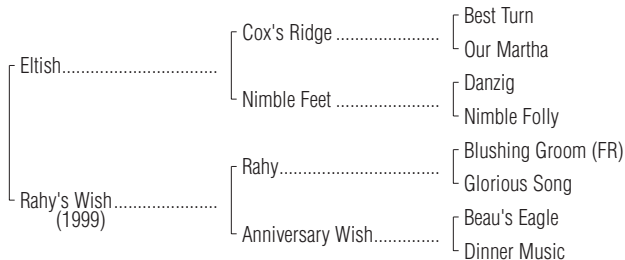 Best Turn
Cox's Ridge ....................
Our Martha
Eltish..............................
Danzig
Nimble Feet ....................
Nimble Folly
Blushing Groom (FR)
Rahy..............................
Glorious Song
Rahy's Wish....................
(1999)
Beau's Eagle
Anniversary Wish.............
Dinner Music